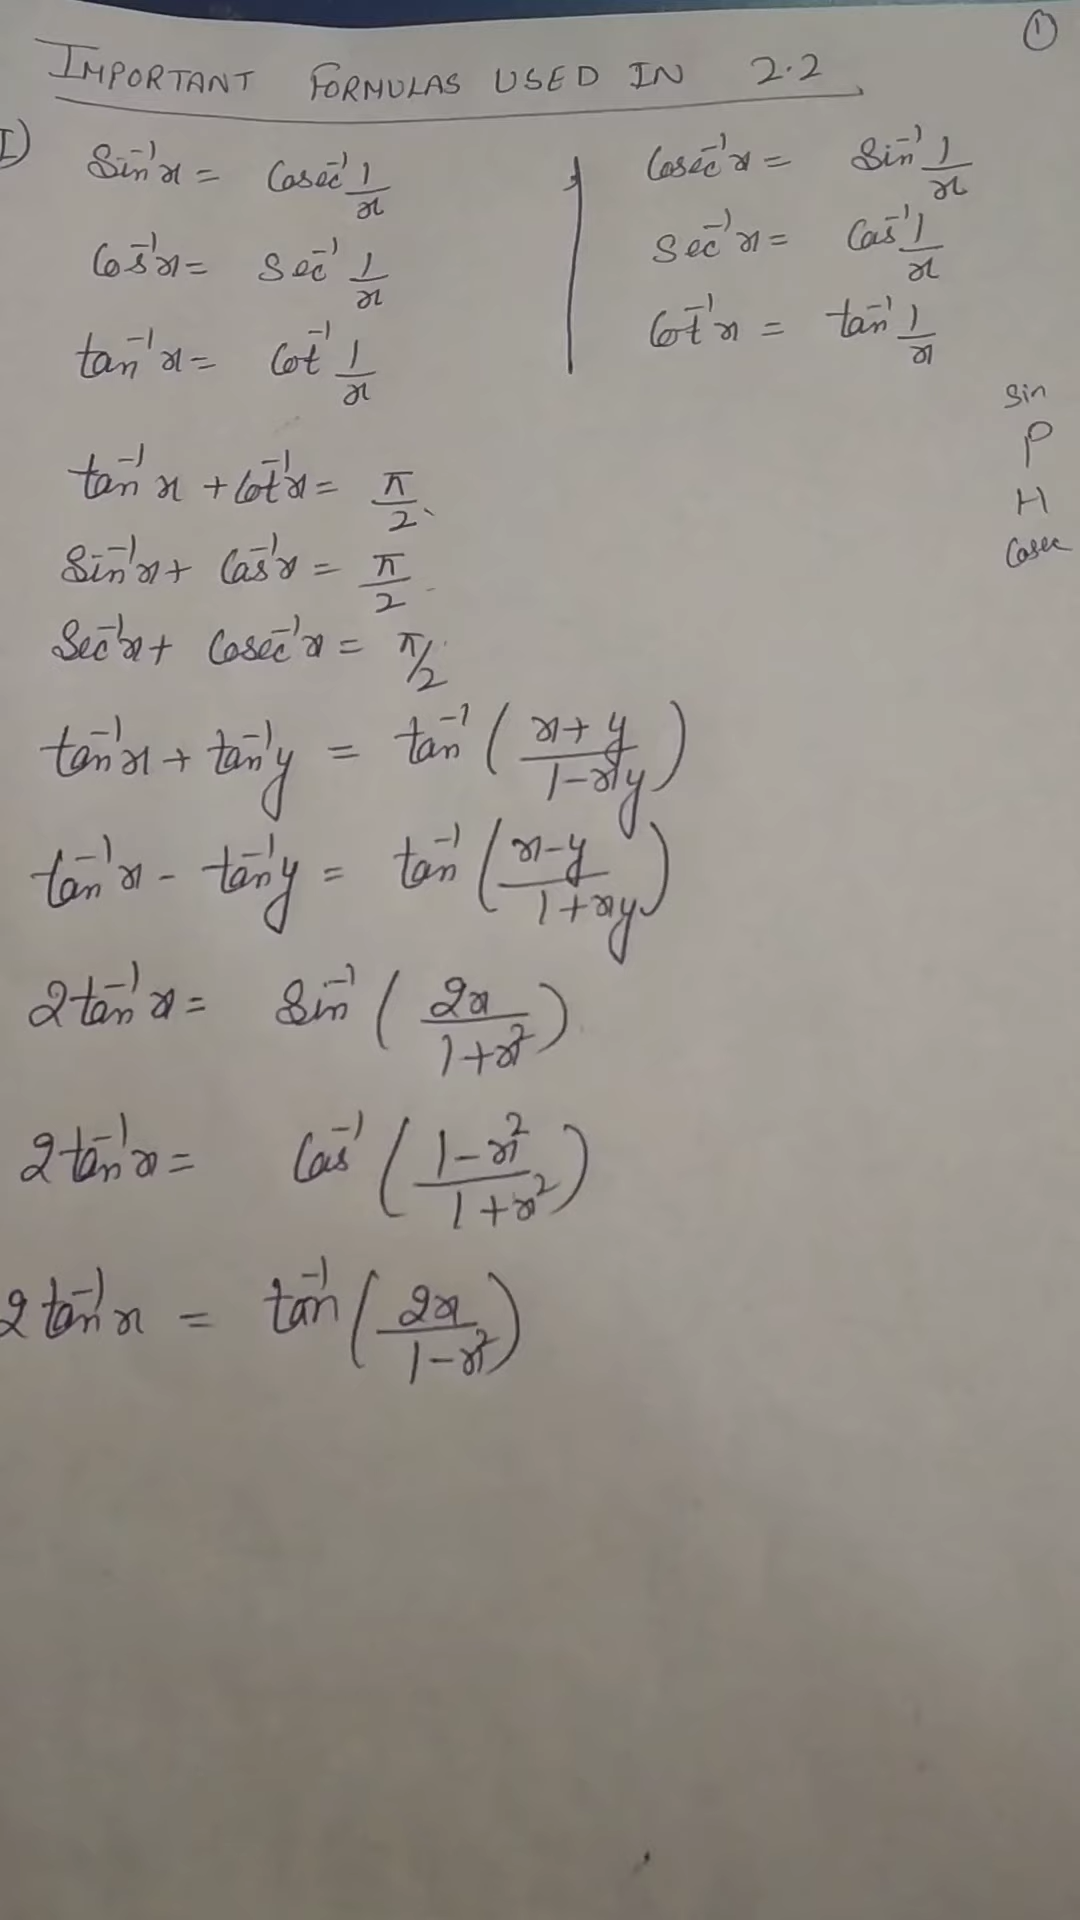 ①
IMPORTANT FORMULAS USED IN 2.2
I)
sin⁻¹x = Cosec⁻¹ 1/x
Cos⁻¹x = Sec⁻¹ 1/x
tan⁻¹x = Cot⁻¹ 1/x
Cosec⁻¹x = Sin⁻¹ 1/x
Sec⁻¹x = Cos⁻¹ 1/x
Cot⁻¹x = tan⁻¹ 1/x
Sin
P
H
Cosec
tan⁻¹x + Cot⁻¹x = π/2
Sin⁻¹x + Cos⁻¹x = π/2
Sec⁻¹x + Cosec⁻¹x = π/2
tan⁻¹x + tan⁻¹y = tan⁻¹ ( x+y / 1-xy )
tan⁻¹x - tan⁻¹y = tan⁻¹ ( x-y / 1+xy )
2tan⁻¹x = Sin⁻¹ ( 2x / 1+x² )
2tan⁻¹x = Cos⁻¹ ( 1-x² / 1+x² )
2tan⁻¹x = tan⁻¹ ( 2x / 1-x² )